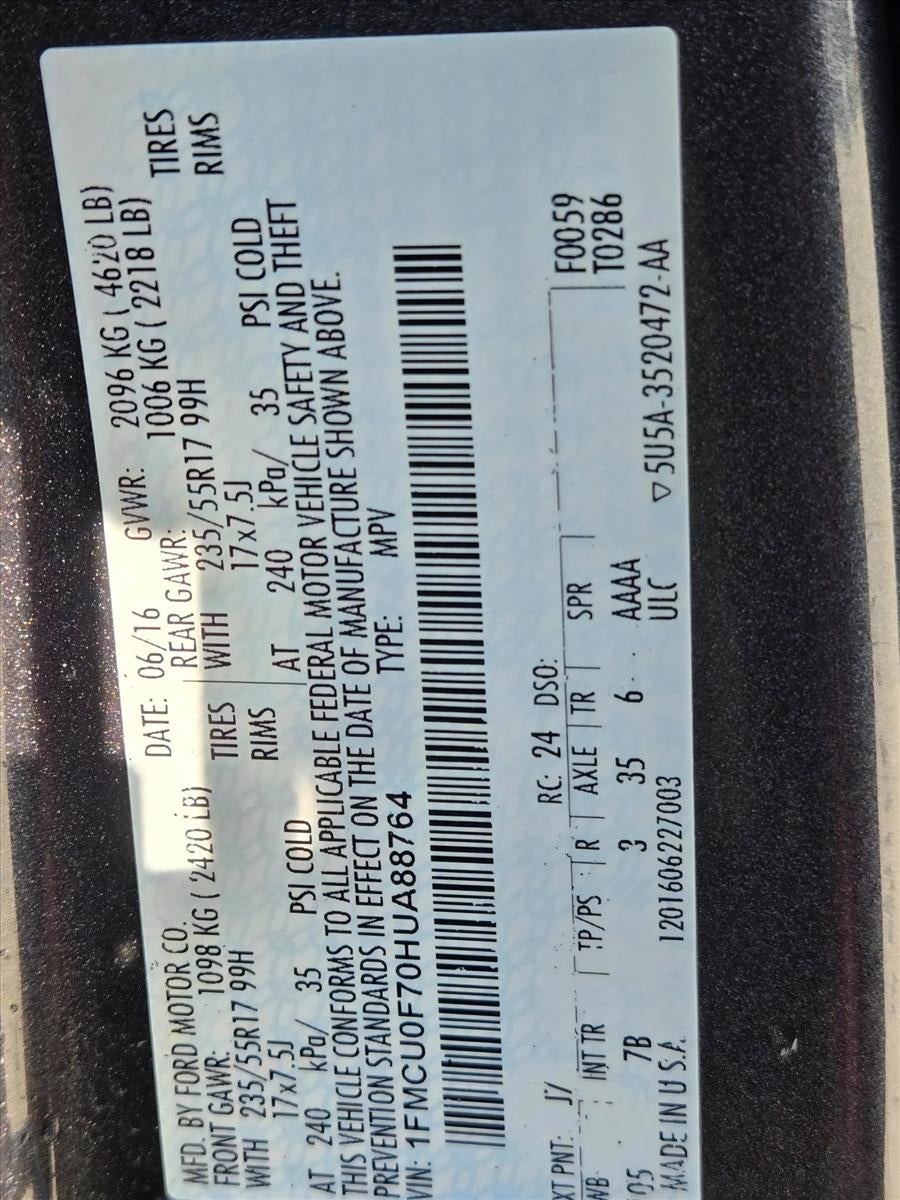 MFD. BY FORD MOTOR CO. DATE: 06/16 GVWR: 2096 KG ( 4620 LB)
FRONT GAWR: 1098 KG ( 2420 LB) REAR GAWR: 1006 KG ( 2218 LB)
WITH 235/55R17 99H TIRES WITH 235/55R17 99H TIRES
17x7.5J RIMS 17x7.5J RIMS
AT 240 kPa/ 35 PSI COLD AT 240 kPa/ 35 PSI COLD
THIS VEHICLE CONFORMS TO ALL APPLICABLE FEDERAL MOTOR VEHICLE SAFETY AND THEFT
PREVENTION STANDARDS IN EFFECT ON THE DATE OF MANUFACTURE SHOWN ABOVE.
VIN: 1FMCU0F70HUA88764 TYPE: MPV
XT PNT: J7 RC: 24 DSO: F0059
WB INT TR TP/PS R AXLE TR SPR T0286
05 7B 3 35 6 AAAA
MADE IN U.S.A. 1201606227003 ULC ▽5U5A-3520472-AA